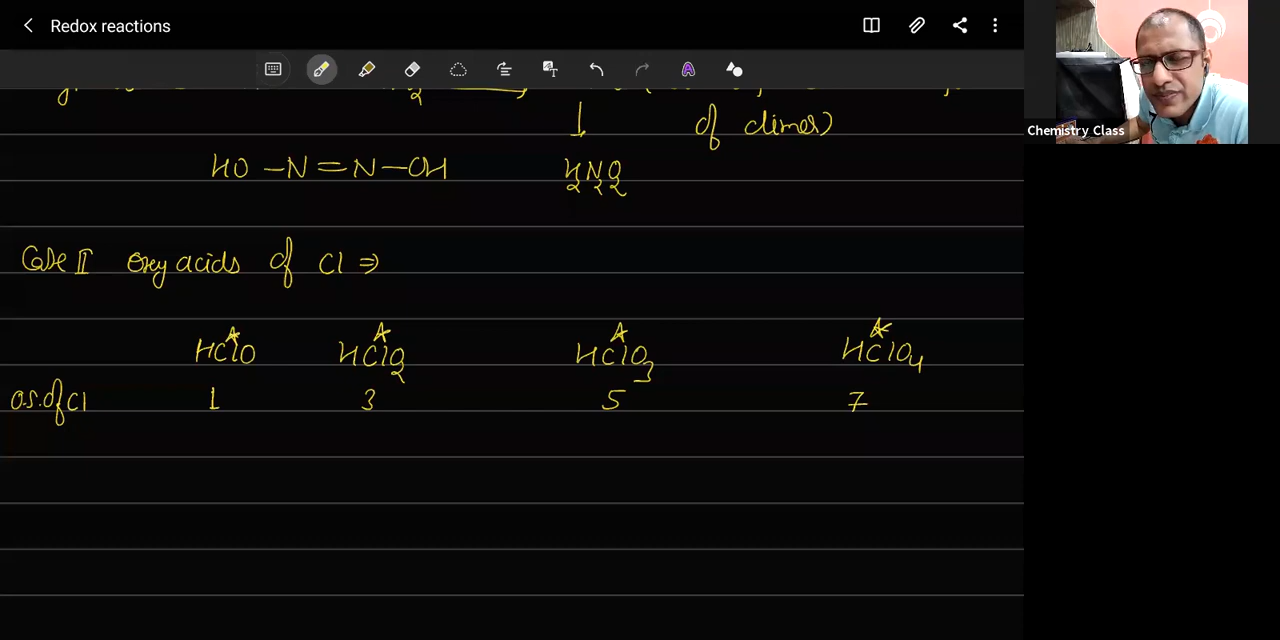 Redox reactions
Chemistry Class
of dimer)
HO - N = N - OH H₂N₂O₂
Case II oxy acids of Cl ⇒
HClO HClO₂ HClO₃ HClO₄
O.S. of Cl 1 3 5 7